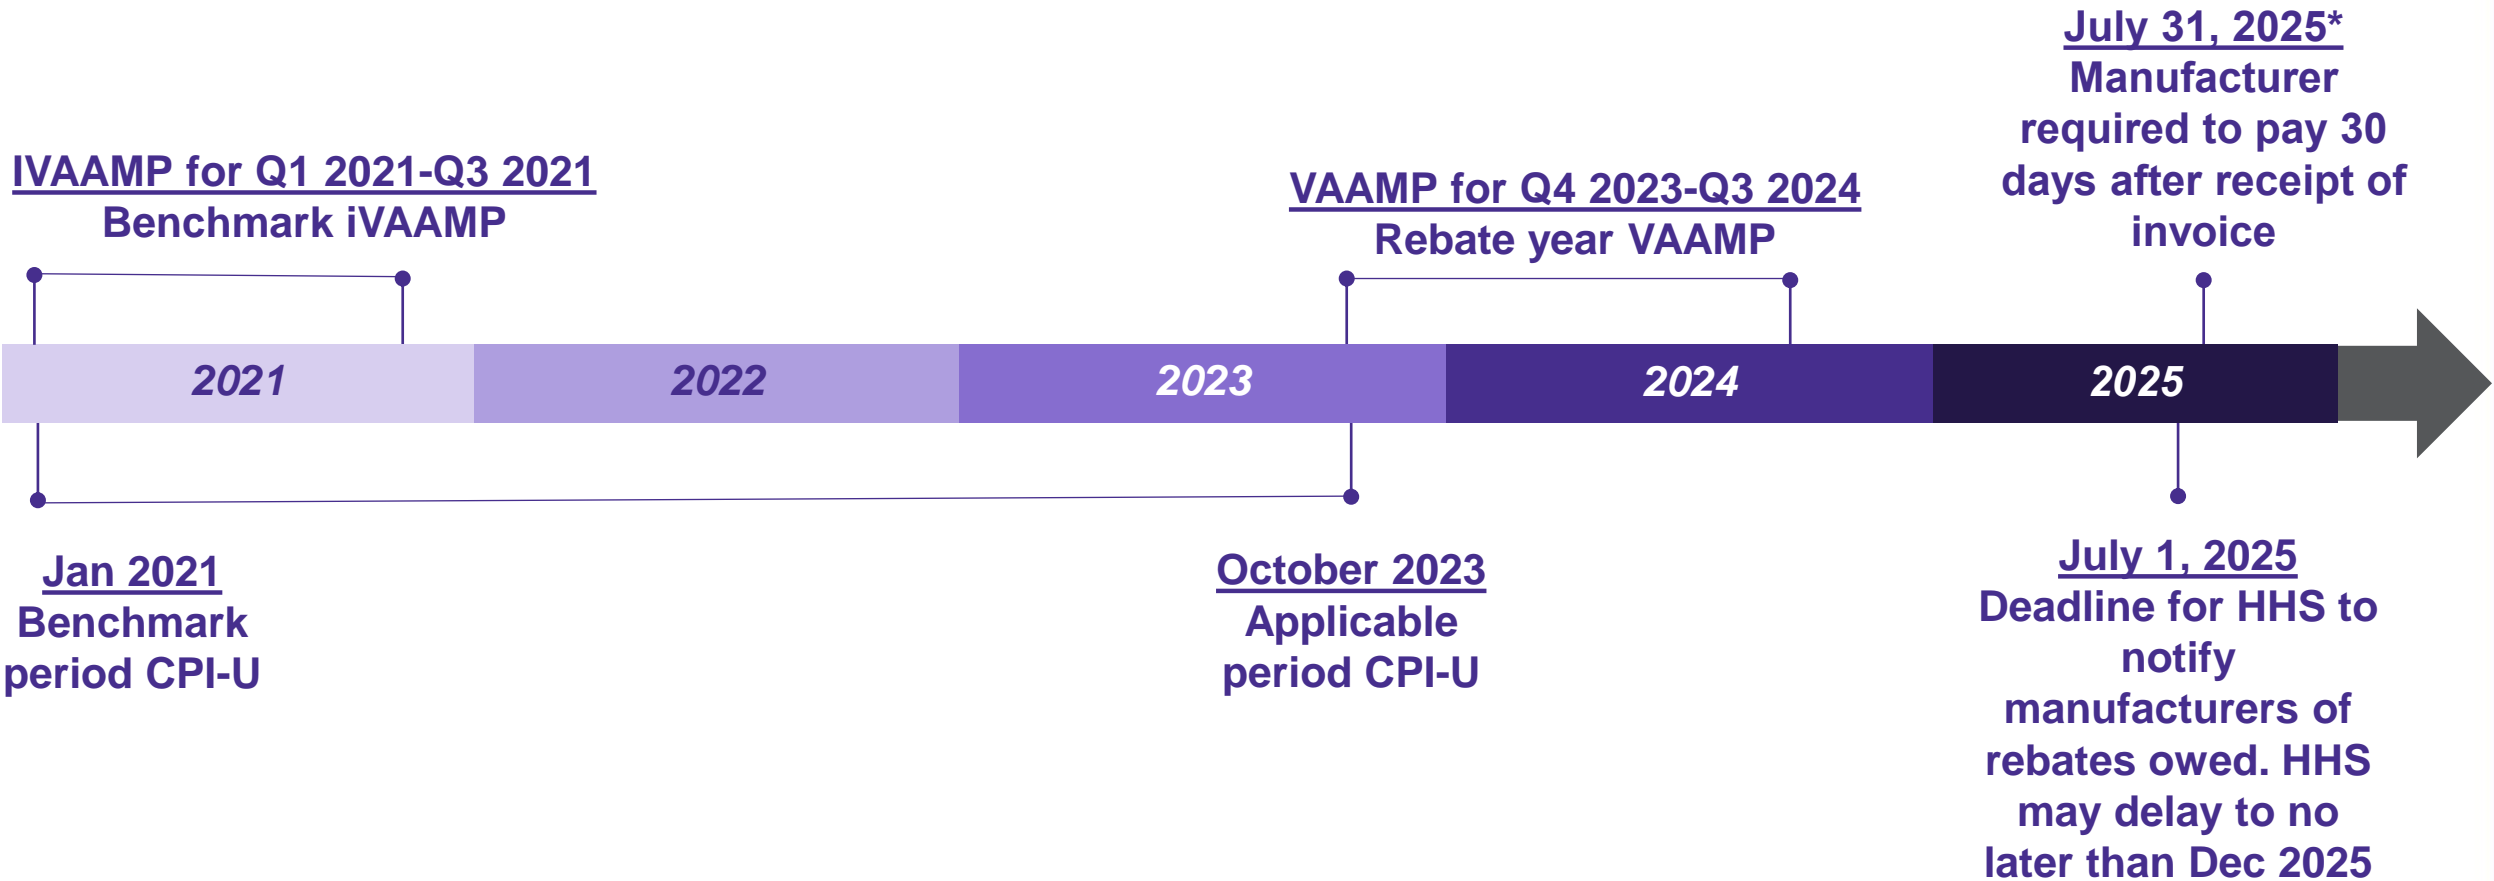 IVAAMP for Q1 2021-Q3 2021
Benchmark iVAAMP
VAAMP for Q4 2023-Q3 2024
Rebate year VAAMP
July 31, 2025*
Manufacturer
required to pay 30
days after receipt of
invoice
2021
2022
2023
2024
2025
Jan 2021
Benchmark
period CPI-U
October 2023
Applicable
period CPI-U
July 1, 2025
Deadline for HHS to
notify
manufacturers of
rebates owed. HHS
may delay to no
later than Dec 2025